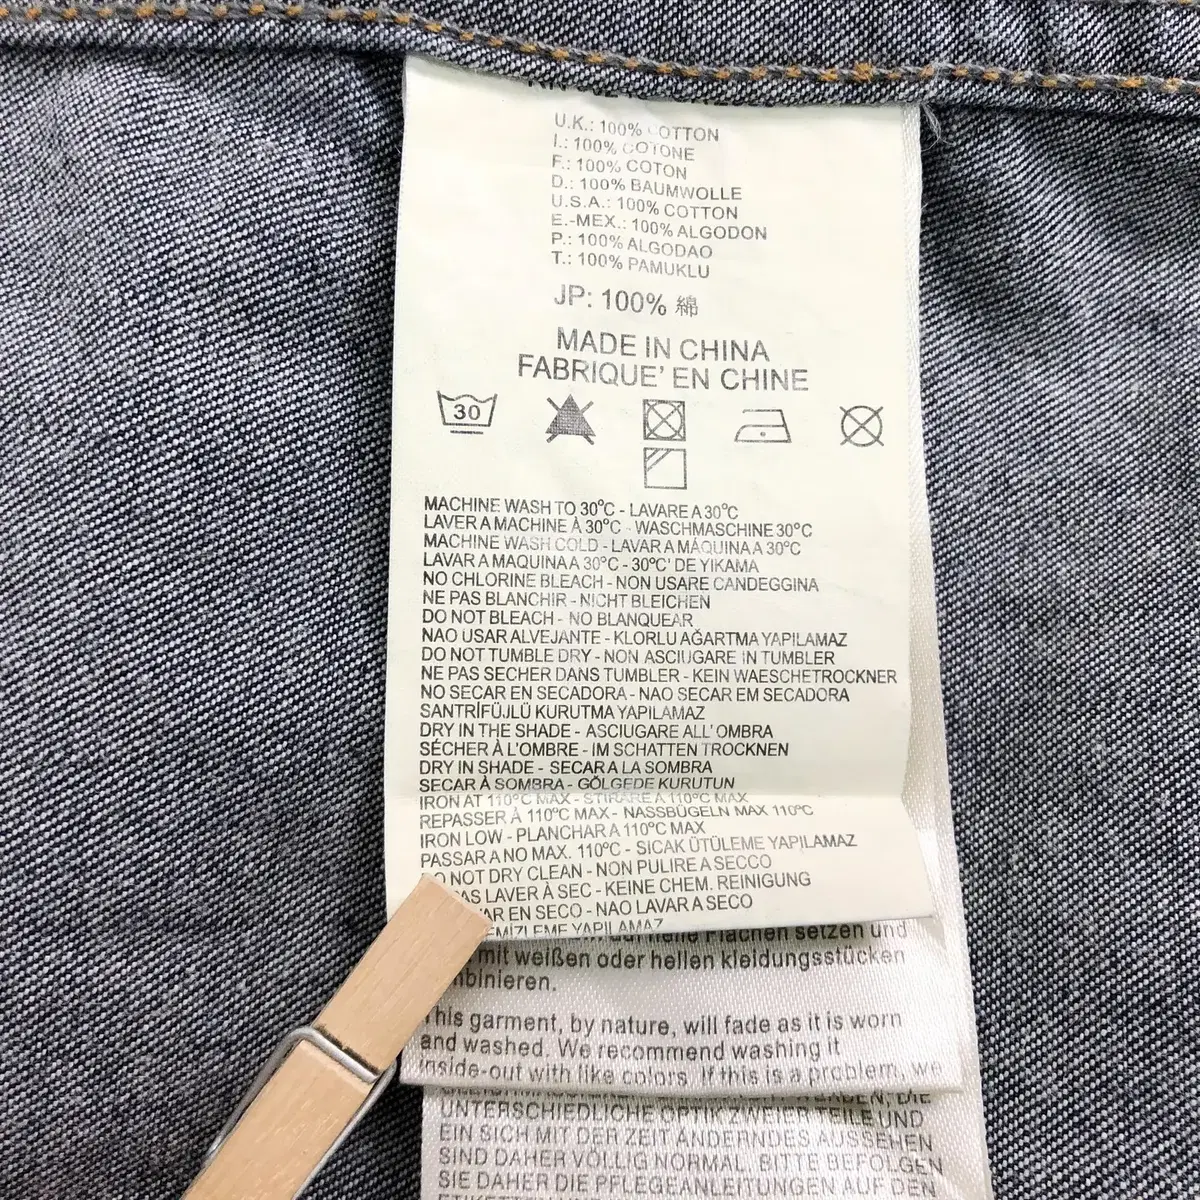 U.K.: 100% COTTON
I.: 100% COTONE
F.: 100% COTON
D.: 100% BAUMWOLLE
U.S.A.: 100% COTTON
E.-MEX.: 100% ALGODON
P.: 100% ALGODAO
T.: 100% PAMUKLU
JP: 100% 綿
MADE IN CHINA
FABRIQUE' EN CHINE
30
MACHINE WASH TO 30°C - LAVARE A 30°C
LAVER A MACHINE À 30°C - WASCHMASCHINE 30°C
MACHINE WASH COLD - LAVAR A MÁQUINA A 30°C
LAVAR A MAQUINA A 30°C - 30°C' DE YIKAMA
NO CHLORINE BLEACH - NON USARE CANDEGGINA
NE PAS BLANCHIR - NICHT BLEICHEN
DO NOT BLEACH - NO BLANQUEAR
NAO USAR ALVEJANTE - KLORLU AĞARTMA YAPILAMAZ
DO NOT TUMBLE DRY - NON ASCIUGARE IN TUMBLER
NE PAS SECHER DANS TUMBLER - KEIN WAESCHETROCKNER
NO SECAR EN SECADORA - NAO SECAR EM SECADORA
SANTRİFÜJLÜ KURUTMA YAPILAMAZ
DRY IN THE SHADE - ASCIUGARE ALL' OMBRA
SÉCHER À L'OMBRE - IM SCHATTEN TROCKNEN
DRY IN SHADE - SECAR A LA SOMBRA
SECAR À SOMBRA - GÖLGEDE KURUTUN
IRON AT 110°C MAX - STIRARE A 110°C MAX
REPASSER À 110°C MAX - NASSBÜGELN MAX 110°C
IRON LOW - PLANCHAR A 110°C MAX
PASSAR A NO MAX. 110°C - SICAK ÜTÜLEME YAPILAMAZ
DO NOT DRY CLEAN - NON PULIRE A SECCO
PAS LAVER À SEC - KEINE CHEM. REINIGUNG
EN SECO - NAO LAVAR A SECO
YAPILAMAZ
auf helle Flächen setzen und
mit weißen oder hellen kleidungsstücken
kombinieren.
This garment, by nature, will fade as it is worn
and washed. We recommend washing it
inside-out with like colors. If this is a problem, we
DIE
UNTERSCHIEDLICHE OPTIK ZWEIER TEILE UND
EIN SICH MIT DER ZEIT ÄNDERNDES AUSSEHEN
SIND DAHER VÖLLIG NORMAL. BITTE BEFOLGEN
SIE DAHER DIE PFLEGEANLEITUNGEN AUF DEN